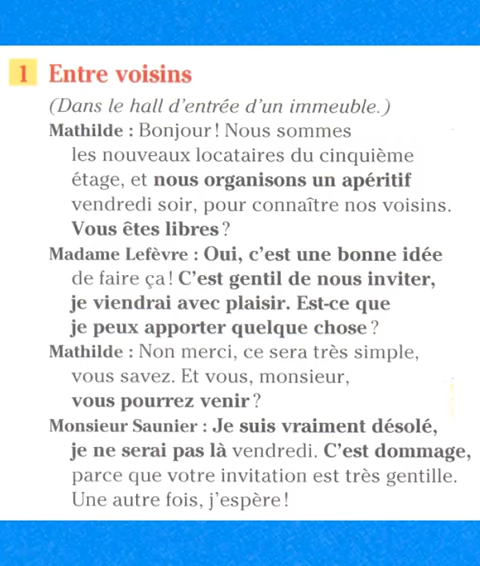 1 Entre voisins
(Dans le hall d'entrée d'un immeuble.)
Mathilde : Bonjour ! Nous sommes
les nouveaux locataires du cinquième
étage, et nous organisons un apéritif
vendredi soir, pour connaître nos voisins.
Vous êtes libres ?
Madame Lefèvre : Oui, c'est une bonne idée
de faire ça ! C'est gentil de nous inviter,
je viendrai avec plaisir. Est-ce que
je peux apporter quelque chose ?
Mathilde : Non merci, ce sera très simple,
vous savez. Et vous, monsieur,
vous pourrez venir ?
Monsieur Saunier : Je suis vraiment désolé,
je ne serai pas là vendredi. C'est dommage,
parce que votre invitation est très gentille.
Une autre fois, j'espère !